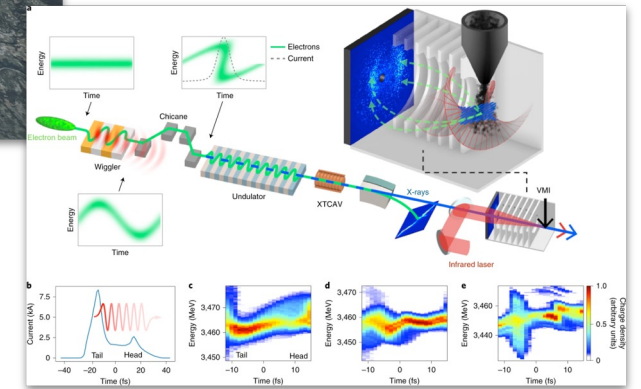 a
Energy
Time
Energy
Time
Electrons
Current
Chicane
Electron beam
Wiggler
Energy
Time
Undulator
XTCAV
X-rays
VMI
Infrared laser
b
Current (kA)
7.5
5.0
2.5
0
Tail
Head
−40
−20
0
20
40
Time (fs)
c
Energy (MeV)
3,470
3,460
3,450
Tail
Head
−10
0
10
Time (fs)
d
Energy (MeV)
3,470
3,460
3,450
−10
0
10
Time (fs)
e
Energy (MeV)
3,460
3,440
−10
0
10
Time (fs)
1.0
0.5
0
Charge density
(arbitrary units)